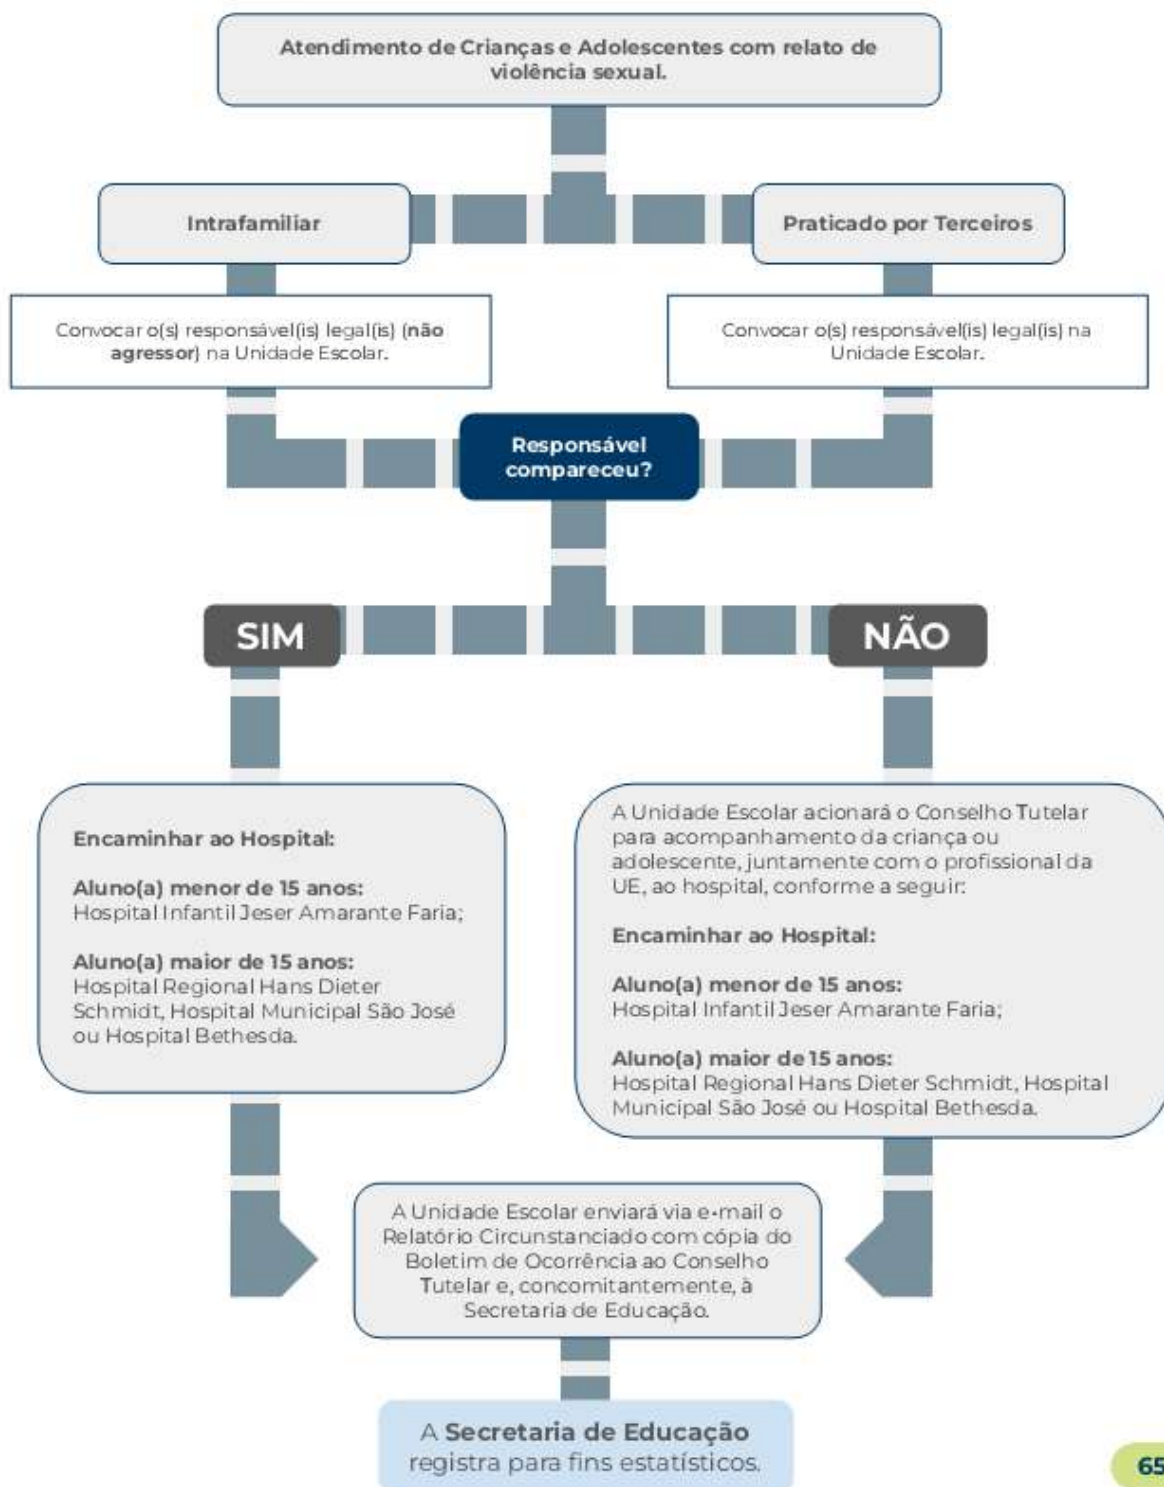 Atendimento de Crianças e Adolescentes com relato de
violência sexual.
Intrafamiliar
Praticado por Terceiros
Convocar o(s) responsável(is) legal(is) (não
agressor) na Unidade Escolar.
Convocar o(s) responsável(is) legal(is) na
Unidade Escolar.
Responsável
compareceu?
SIM
NÃO
Encaminhar ao Hospital:
Aluno(a) menor de 15 anos:
Hospital Infantil Jeser Amarante Faria;
Aluno(a) maior de 15 anos:
Hospital Regional Hans Dieter
Schmidt, Hospital Municipal São José
ou Hospital Bethesda.
A Unidade Escolar acionará o Conselho Tutelar
para acompanhamento da criança ou
adolescente, juntamente com o profissional da
UE, ao hospital, conforme a seguir:
Encaminhar ao Hospital:
Aluno(a) menor de 15 anos:
Hospital Infantil Jeser Amarante Faria;
Aluno(a) maior de 15 anos:
Hospital Regional Hans Dieter Schmidt, Hospital
Municipal São José ou Hospital Bethesda.
A Unidade Escolar enviará via e-mail o
Relatório Circunstanciado com cópia do
Boletim de Ocorrência ao Conselho
Tutelar e, concomitantemente, à
Secretaria de Educação.
A Secretaria de Educação
registra para fins estatísticos.
65